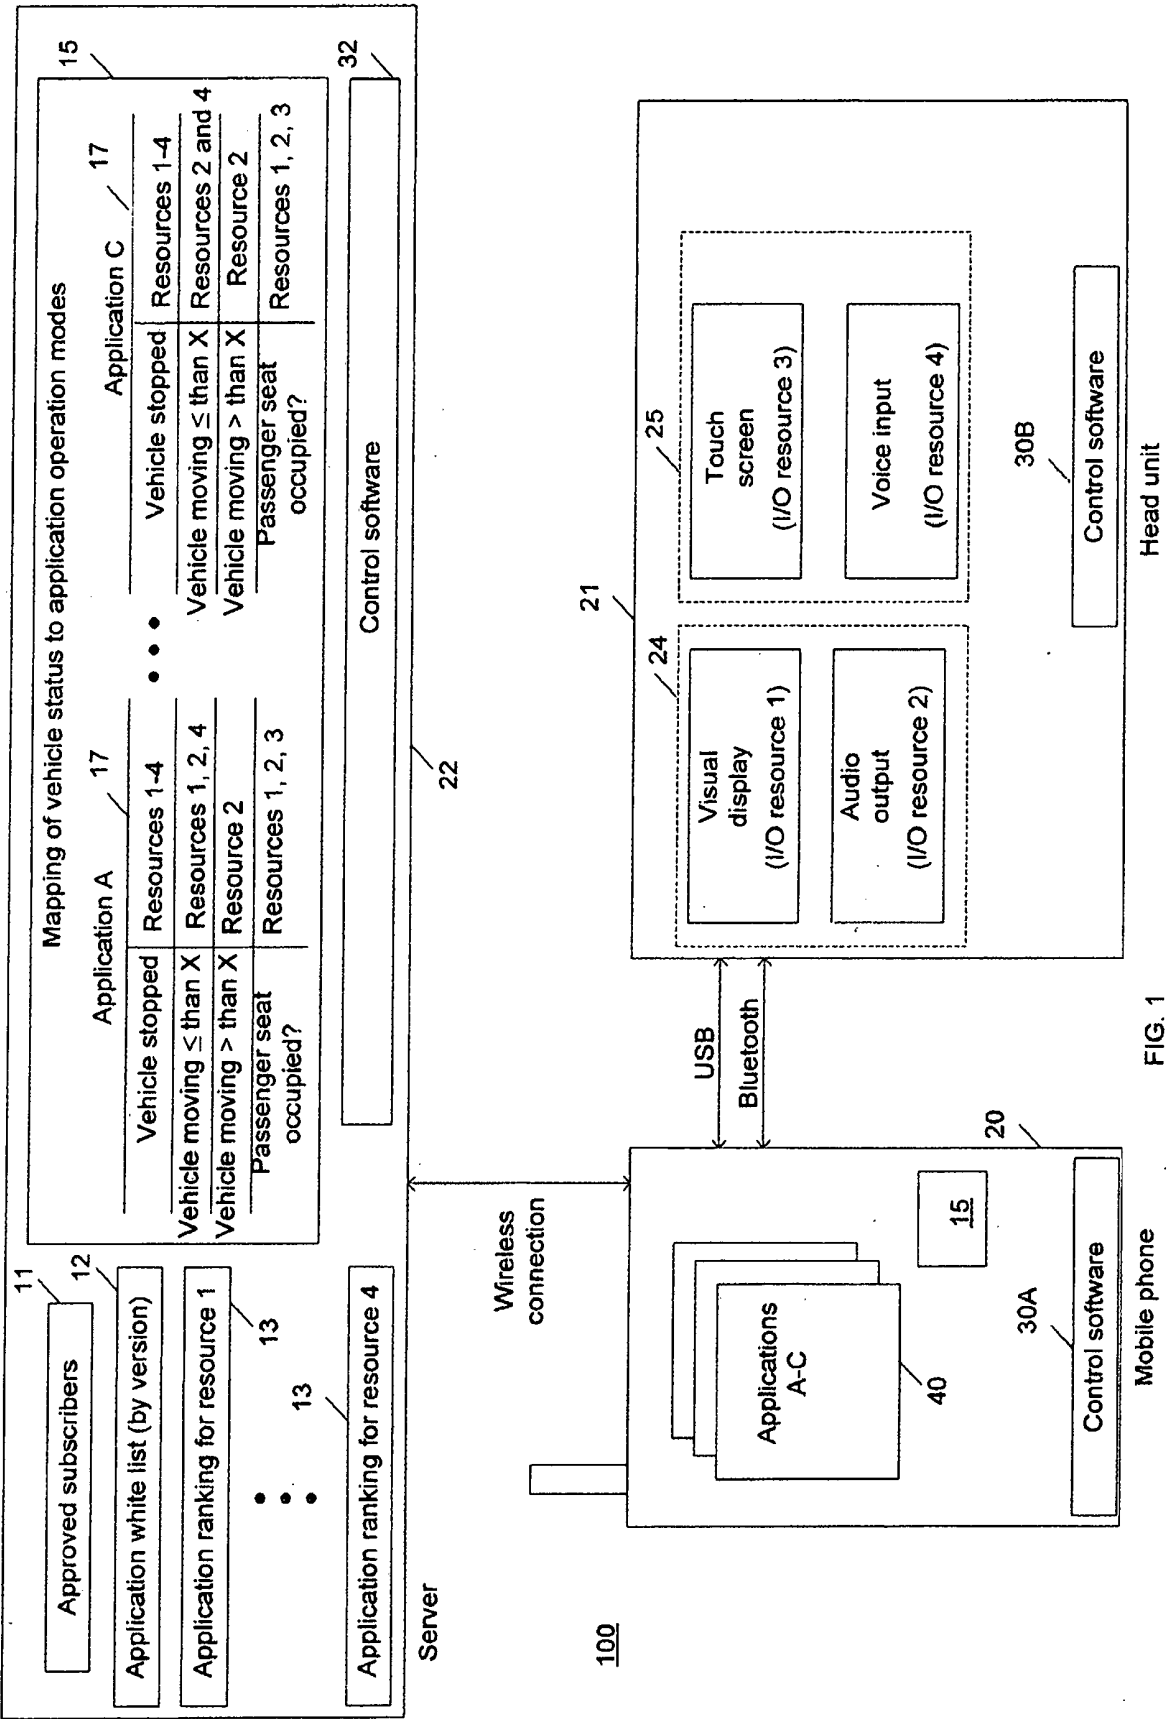 11
Approved subscribers
12
Application white list (by version)
Application ranking for resource 1
13
13
Application ranking for resource 4
Server
15
Mapping of vehicle status to application operation modes
Application A
17
Vehicle stopped Resources 1-4
Vehicle moving ≤ than X Resources 1, 2, 4
Vehicle moving > than X Resource 2
Passenger seat Resources 1, 2, 3
occupied?
Application C
17
Vehicle stopped Resources 1-4
Vehicle moving ≤ than X Resources 2 and 4
Vehicle moving > than X Resource 2
Passenger seat Resources 1, 2, 3
occupied?
32
Control software
22
Wireless
connection
100
Applications
A-C
40
15
20
30A
Control software
Mobile phone
USB
Bluetooth
21
24
Visual
display
(I/O resource 1)
Audio
output
(I/O resource 2)
25
Touch
screen
(I/O resource 3)
Voice input
(I/O resource 4)
30B
Control software
Head unit
FIG. 1